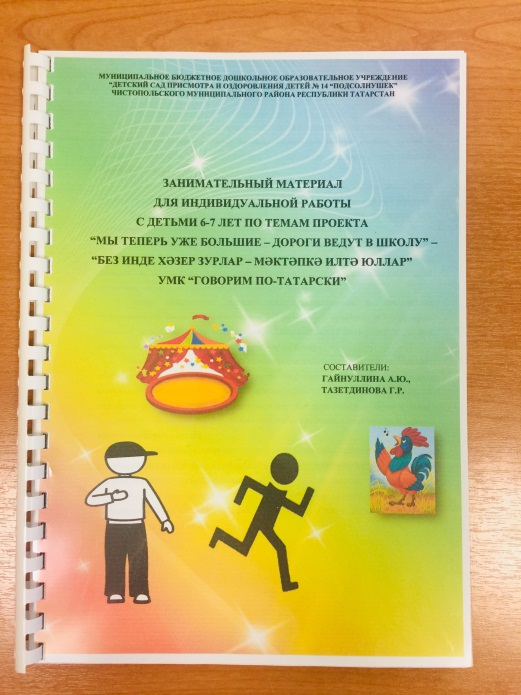 МУНИЦИПАЛЬНОЕ БЮДЖЕТНОЕ ДОШКОЛЬНОЕ ОБРАЗОВАТЕЛЬНОЕ УЧРЕЖДЕНИЕ
"ДЕТСКИЙ САД ПРИСМОТРА И ОЗДОРОВЛЕНИЯ ДЕТЕЙ № 14 "ПОДСОЛНУШЕК"
ЧИСТОПОЛЬСКОГО МУНИЦИПАЛЬНОГО РАЙОНА РЕСПУБЛИКИ ТАТАРСТАН
ЗАНИМАТЕЛЬНЫЙ МАТЕРИАЛ
ДЛЯ ИНДИВИДУАЛЬНОЙ РАБОТЫ
С ДЕТЬМИ 6-7 ЛЕТ ПО ТЕМАМ ПРОЕКТА
"МЫ ТЕПЕРЬ УЖЕ БОЛЬШИЕ – ДОРОГИ ВЕДУТ В ШКОЛУ" –
"БЕЗ ИНДЕ ХӘЗЕР ЗУРЛАР – МӘКТӘПКӘ ИЛТӘ ЮЛЛАР"
УМК "ГОВОРИМ ПО-ТАТАРСКИ"
СОСТАВИТЕЛИ:
ГАЙНУЛЛИНА А.Ю.,
ТАЗЕТДИНОВА Г.Р.